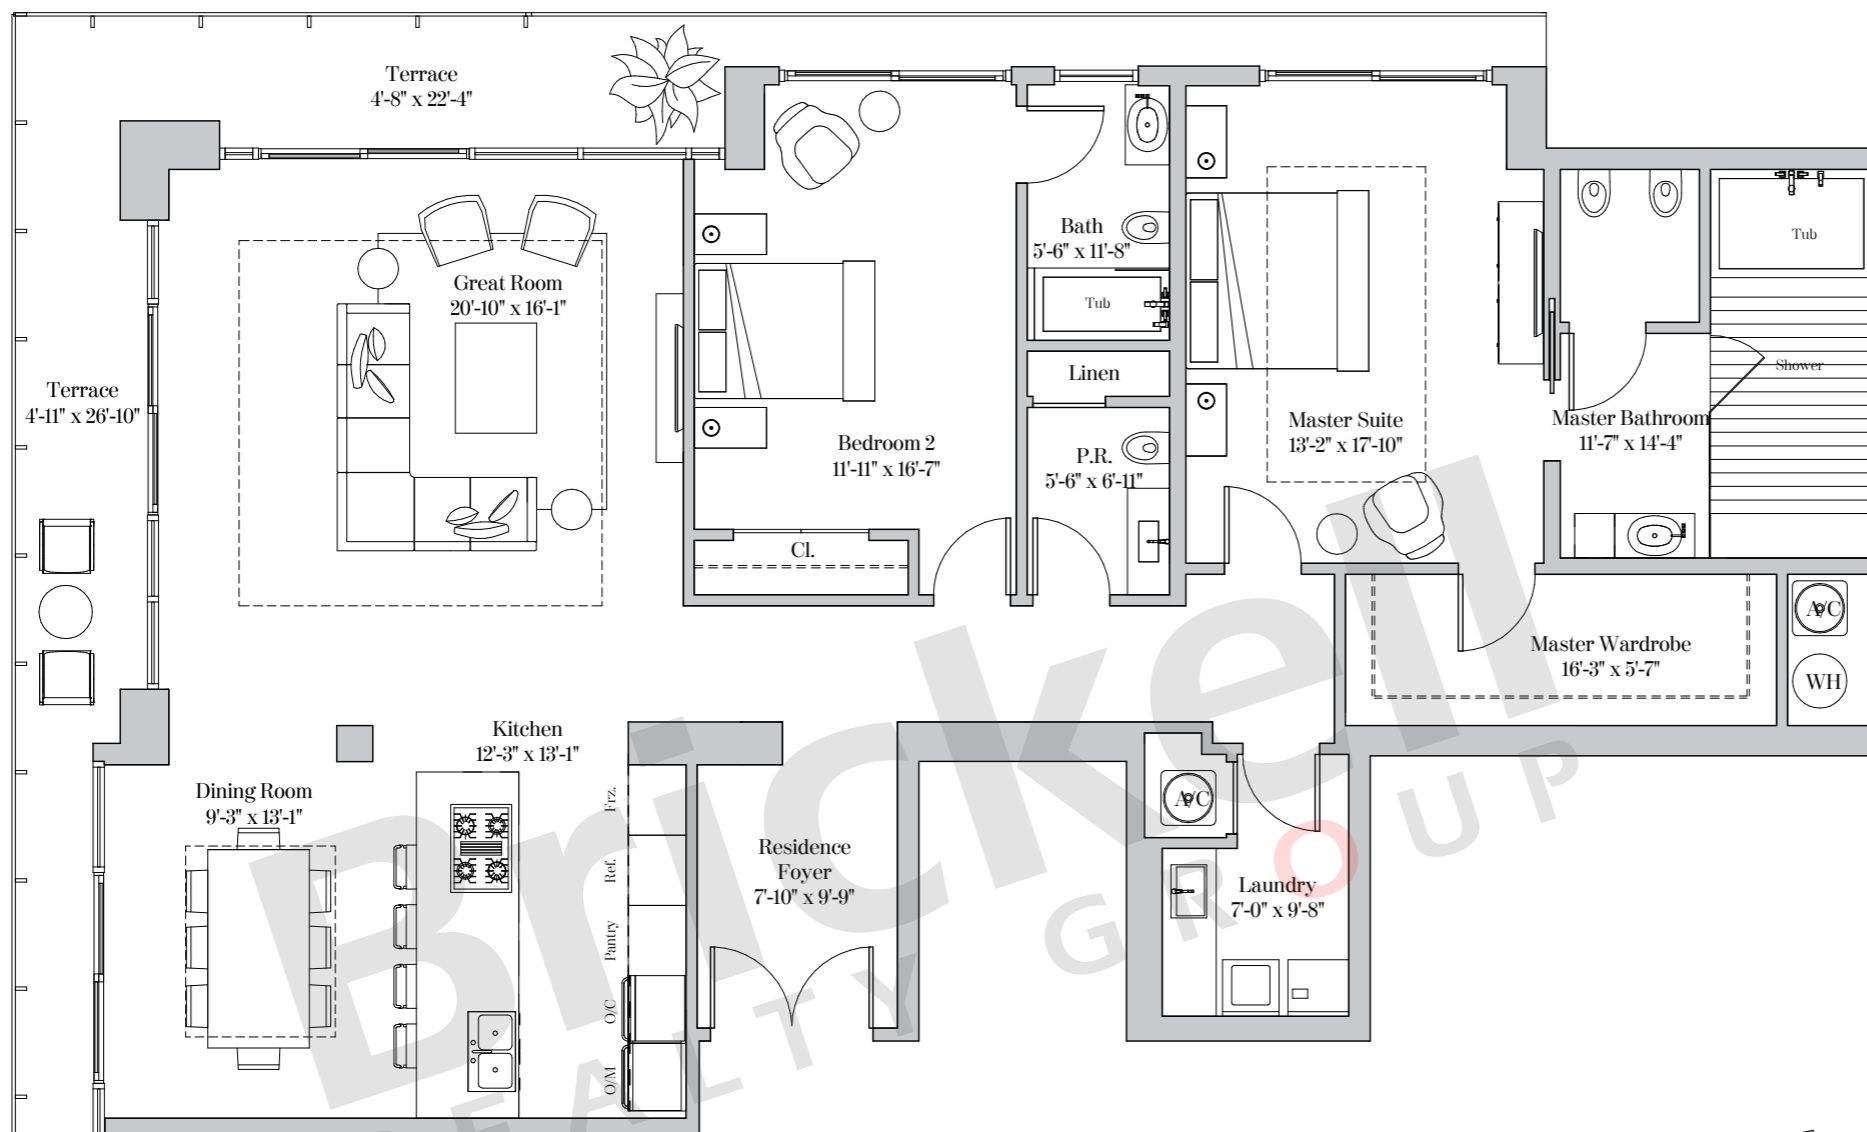 Terrace
4'-8" x 22'-4"
Great Room
20'-10" x 16'-1"
Terrace
4'-11" x 26'-10"
Bedroom 2
11'-11" x 16'-7"
Cl.
Bath
5'-6" x 11'-8"
Tub
Linen
P.R.
5'-6" x 6'-11"
Master Suite
13'-2" x 17'-10"
Master Bathroom
11'-7" x 14'-4"
Tub
Shower
Master Wardrobe
16'-3" x 5'-7"
A/C
WH
Kitchen
12'-3" x 13'-1"
Dining Room
9'-3" x 13'-1"
Frz.
Ref.
Pantry
O/C
O/M
Residence
Foyer
7'-10" x 9'-9"
A/C
Laundry
7'-0" x 9'-8"
Brickell
REALTY GROUP